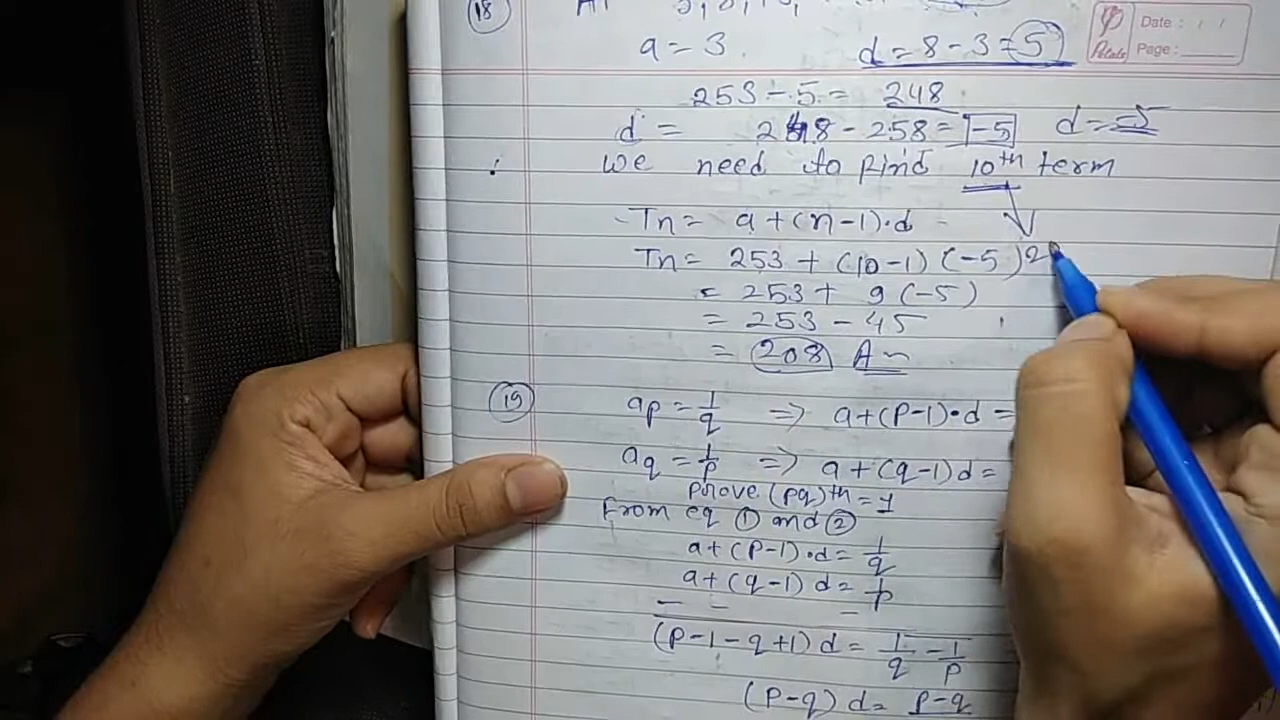 18
a = 3 d = 8 - 3 = 5
Date : / /
Page :
253 - 5 = 248
d = 248 - 258 = -5 d = -5
we need to find 10th term
Tn = a + (n-1)·d
Tn = 253 + (10-1) (-5)
= 253 + 9 (-5)
= 253 - 45
= 208 An
19 ap = 1/q => a + (p-1)·d =
aq = 1/p => a + (q-1) d =
prove (pq)th = 1
From eq ① and ②
a + (p-1)·d = 1/q
a + (q-1) d = 1/p
- - -
(p-1-q+1) d = 1/q - 1/p
(p-q) d = p-q